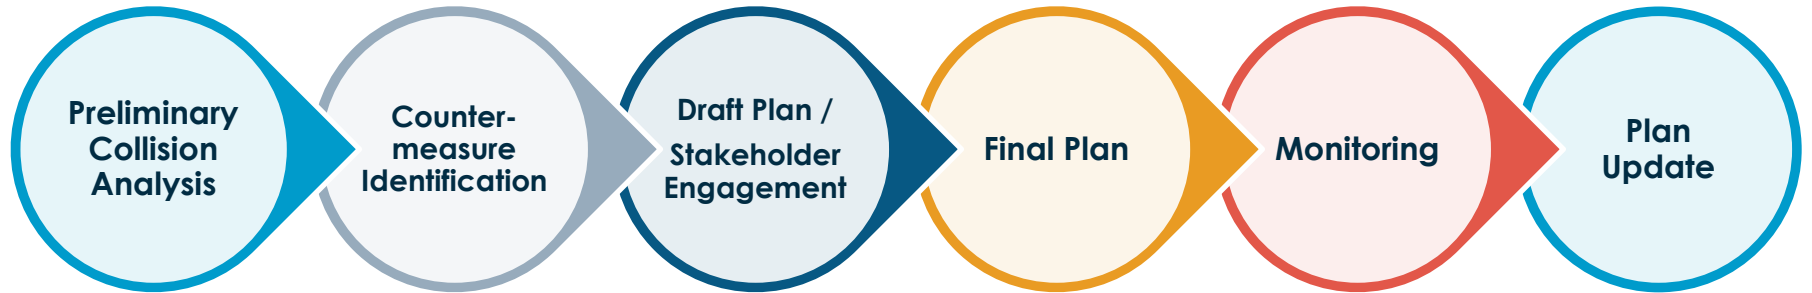 Preliminary
Collision
Analysis
Counter-
measure
Identification
Draft Plan /
Stakeholder
Engagement
Final Plan
Monitoring
Plan
Update